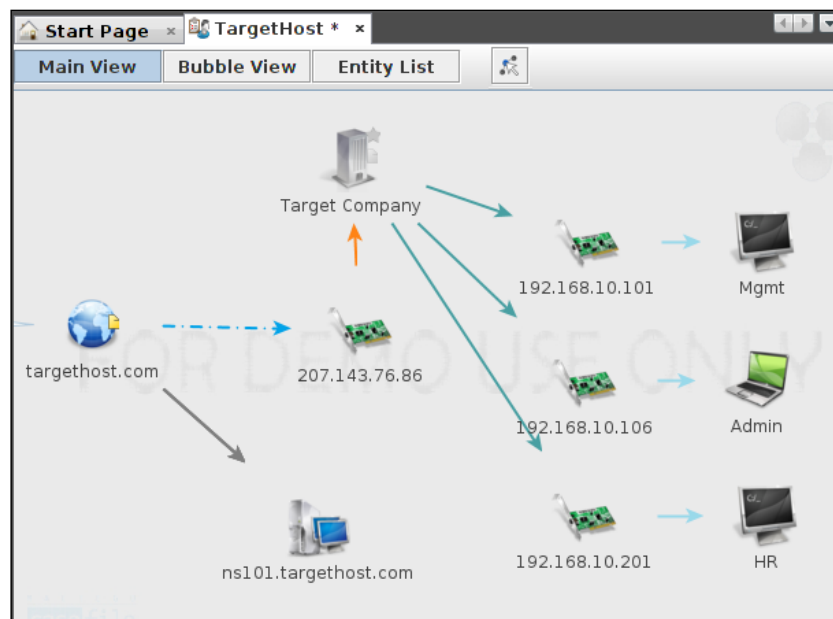 Start Page × TargetHost * ×
Main View Bubble View Entity List
Target Company
192.168.10.101 Mgmt
targethost.com
207.143.76.86
FOR DEMO USE ONLY
192.168.10.106 Admin
192.168.10.201 HR
ns101.targethost.com